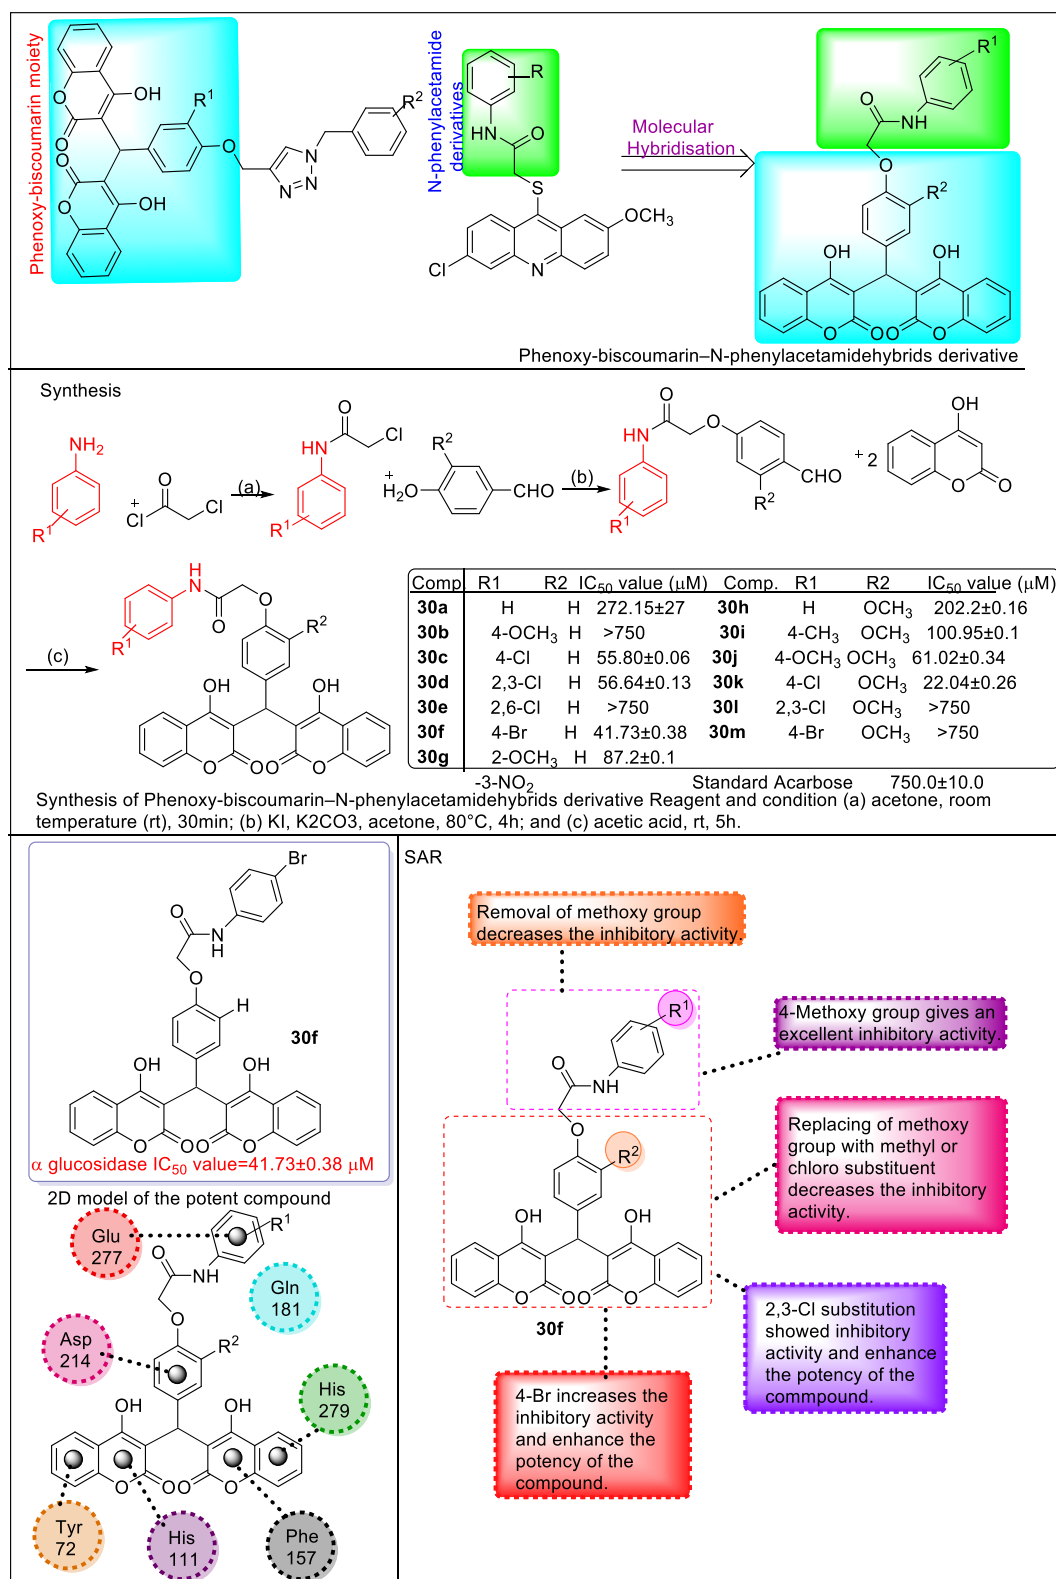 Phenoxy-biscoumarin moiety
O
O
OH
R1
O
O
O
OH
N
N
N
R2
N-phenylacetamide
derivatives
R
HN
O
S
OCH3
Cl
N
Molecular
Hybridisation
R1
O
NH
O
R2
OH
OH
O
O
O
O
Phenoxy-biscoumarin–N-phenylacetamidehybrids derivative
Synthesis
NH2
R1
+
Cl
O
Cl
(a)
O
Cl
HN
R1
+
R2
H2O
CHO
(b)
O
HN
O
CHO
R2
R1
+ 2
OH
O
O
(c)
H
N
O
O
R1
R2
OH
OH
O
O
O
O
Comp. R1 R2 IC50 value (μM) Comp. R1 R2 IC50 value (μM)
30a H H 272.15±27 30h H OCH3 202.2±0.16
30b 4-OCH3 H >750 30i 4-CH3 OCH3 100.95±0.1
30c 4-Cl H 55.80±0.06 30j 4-OCH3 OCH3 61.02±0.34
30d 2,3-Cl H 56.64±0.13 30k 4-Cl OCH3 22.04±0.26
30e 2,6-Cl H >750 30l 2,3-Cl OCH3 >750
30f 4-Br H 41.73±0.38 30m 4-Br OCH3 >750
30g 2-OCH3 H 87.2±0.1
-3-NO2 Standard Acarbose 750.0±10.0
Synthesis of Phenoxy-biscoumarin–N-phenylacetamidehybrids derivative Reagent and condition (a) acetone, room
temperature (rt), 30min; (b) KI, K2CO3, acetone, 80°C, 4h; and (c) acetic acid, rt, 5h.
Br
O
N
H
O
H
30f
OH
OH
O
O
O
O
α glucosidase IC50 value=41.73±0.38 μM
2D model of the potent compound
Glu
277
R1
O
NH
Gln
181
O
Asp
214
R2
His
279
OH
OH
O
O
O
O
Tyr
72
His
111
Phe
157
SAR
Removal of methoxy group
decreases the inhibitory activity.
R1
4-Methoxy group gives an
excellent inhibitory activity.
O
NH
O
R2
Replacing of methoxy
group with methyl or
chloro substituent
decreases the inhibitory
activity.
OH
OH
O
O
O
O
30f
2,3-Cl substitution
showed inhibitory
activity and enhance
the potency of the
commpound.
4-Br increases the
inhibitory activity
and enhance the
potency of the
compound.